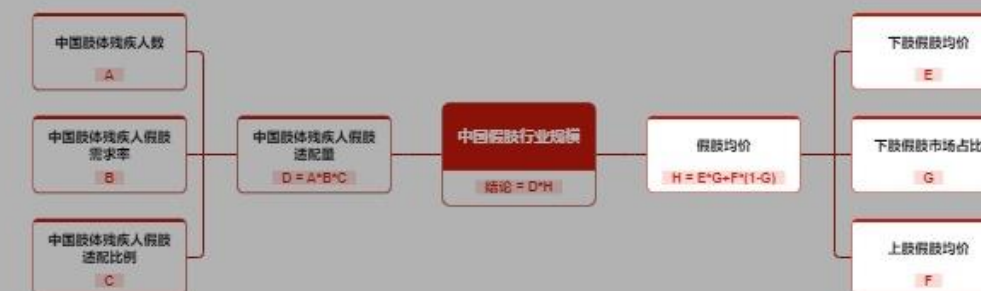 中国肢体残疾人数
A
中国肢体残疾人假肢
需求率
B
中国肢体残疾人假肢
适配比例
C
中国肢体残疾人假肢
适配量
D = A*B*C
中国假肢行业规模
结论 = D*H
假肢均价
H = E*G+F*(1-G)
下肢假肢均价
E
下肢假肢市场占比
G
上肢假肢均价
F